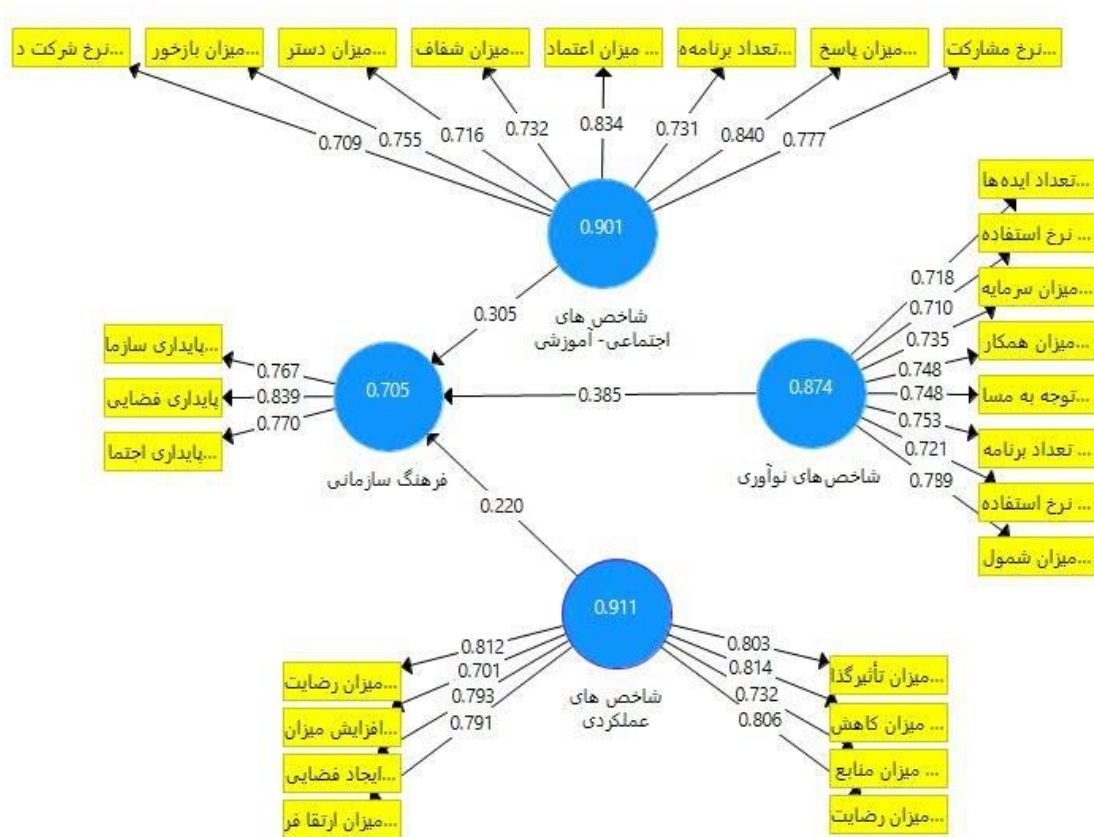 نرخ شرکت د...
میزان بازخور...
میزان دستر...
میزان شفاف...
میزان اعتماد ...
تعداد برنامه‌ه...
میزان پاسخ...
نرخ مشارکت...
0.709
0.755
0.716
0.732
0.834
0.731
0.840
0.777
0.901
شاخص های
اجتماعی- آموزشی
تعداد ایده‌ها...
نرخ استفاده ...
میزان سرمایه...
میزان همکار...
توجه به مسا...
تعداد برنامه ...
نرخ استفاده ...
میزان شمول...
0.718
0.710
0.735
0.748
0.748
0.753
0.721
0.789
0.874
شاخص‌های نوآوری
0.305
0.385
0.220
پایداری سازما...
پایداری فضایی
پایداری اجتما...
0.767
0.839
0.770
0.705
فرهنگ سازمانی
0.911
شاخص های
عملکردی
0.812
0.701
0.793
0.791
میزان رضایت...
افزایش میزان...
ایجاد فضایی...
میزان ارتقا فر...
0.803
0.814
0.732
0.806
میزان تأثیرگذا...
میزان کاهش ...
میزان منابع ...
میزان رضایت...